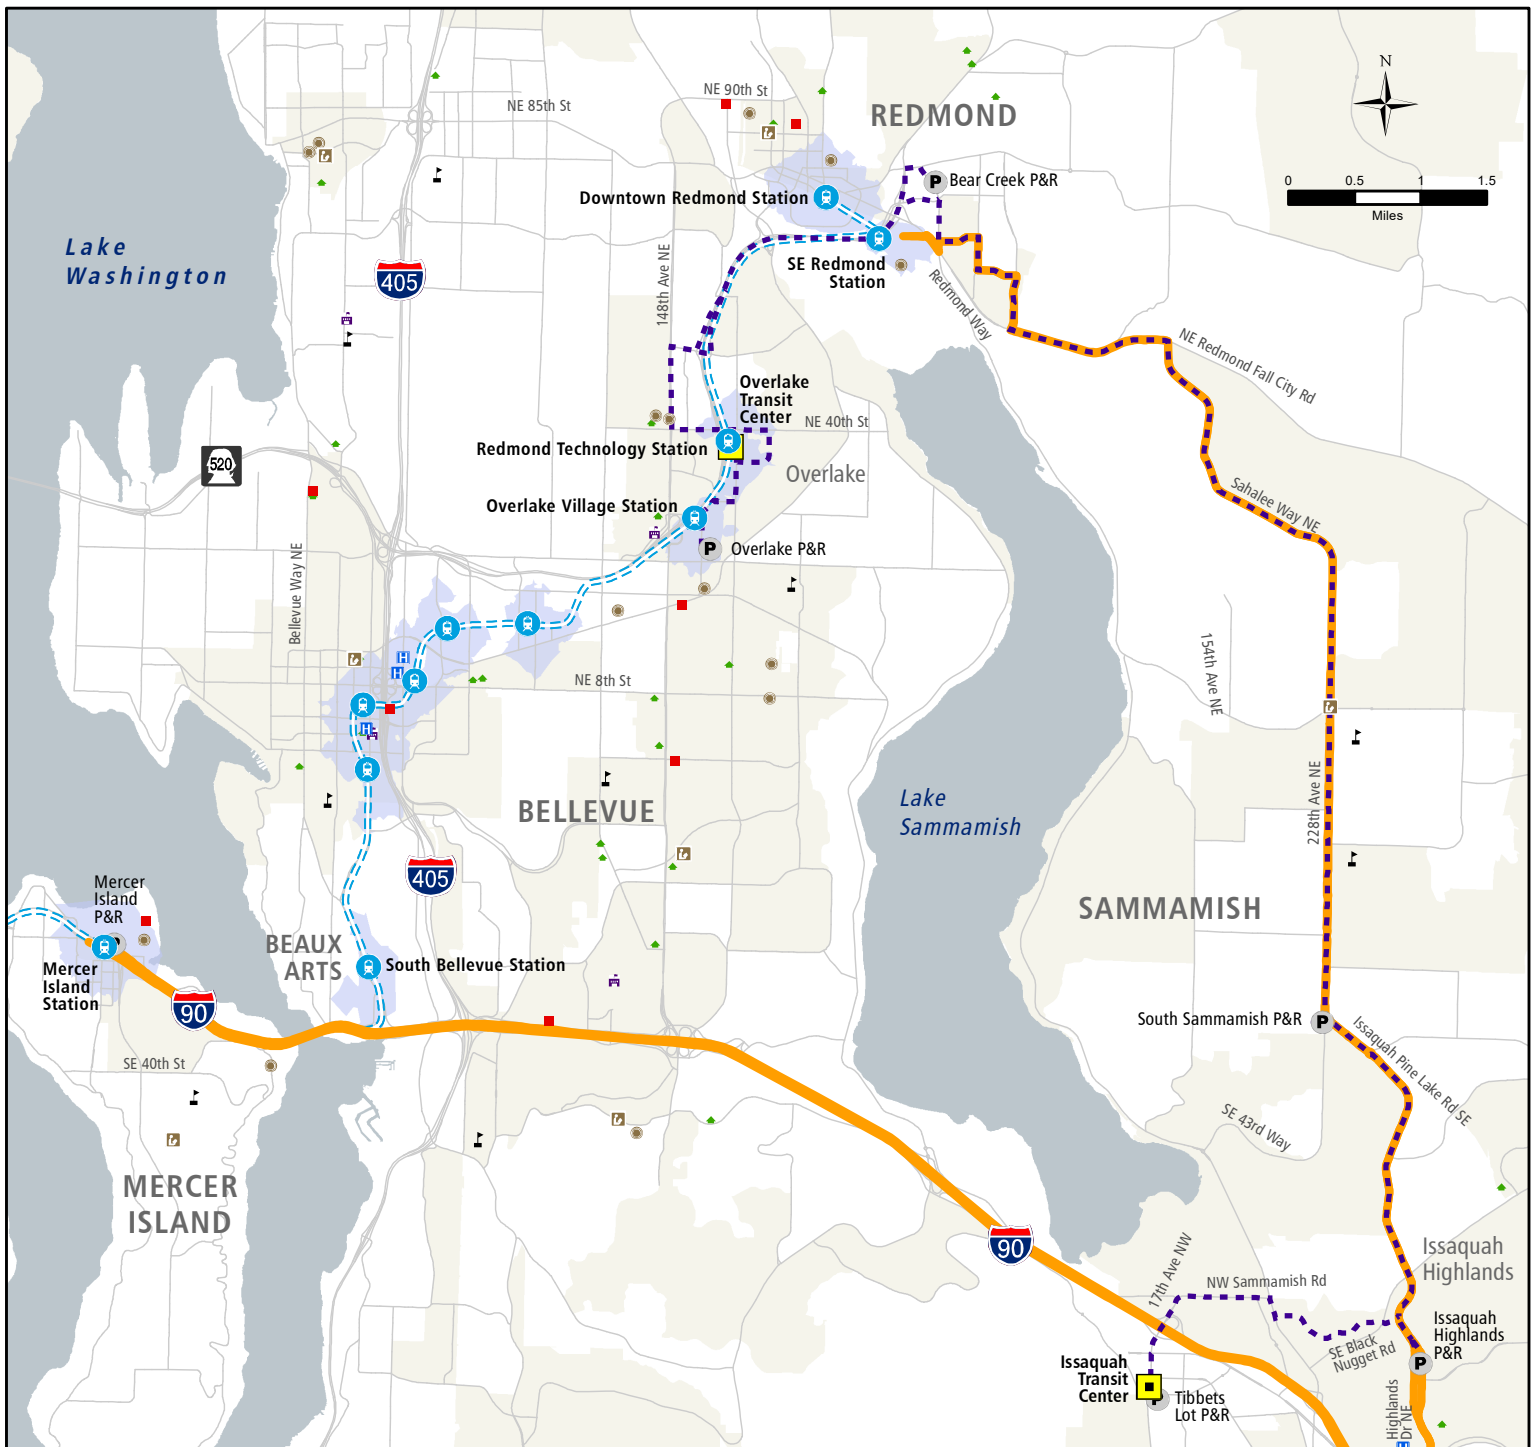 NE 90th St
NE 85th St
REDMOND
N
0 0.5 1 1.5
Miles
P
Bear Creek P&R
Downtown Redmond Station
Lake
Washington
405
148th Ave NE
SE Redmond
Station
Redmond Way
NE Redmond Fall City Rd
Overlake
Transit
Center
NE 40th St
Redmond Technology Station
520
Overlake
Sahalee Way NE
Overlake Village Station
P
Overlake P&R
Bellevue Way NE
H
H
NE 8th St
154th Ave NE
H
228th Ave NE
BELLEVUE
Lake
Sammamish
405
Mercer
Island
P&R
SAMMAMISH
BEAUX
ARTS
South Bellevue Station
Mercer
Island
Station
90
South Sammamish P&R
P
Issaquah Pine Lake Rd SE
SE 40th St
SE 43rd Way
MERCER
ISLAND
90
17th Ave NW
NW Sammamish Rd
Issaquah
Highlands
SE Black
Nugget Rd
Issaquah
Highlands
P&R
P
Issaquah
Transit
Center
P
Tibbets
Lot P&R
Highlands
Dr NE
H